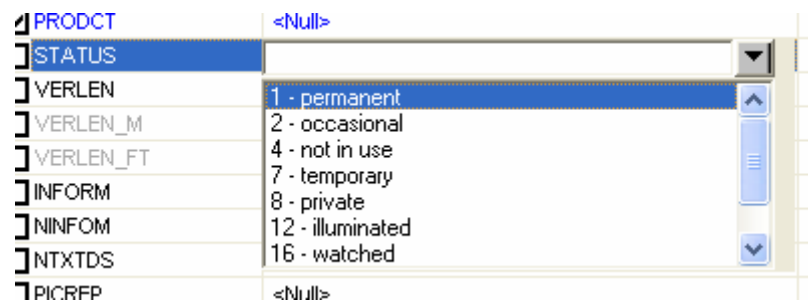 PRODCT <Null>
STATUS
VERLEN
VERLEN_M
VERLEN_FT
INFORM
NINFOM
NTXTDS
PICREP <Null>
1 - permanent
2 - occasional
4 - not in use
7 - temporary
8 - private
12 - illuminated
16 - watched